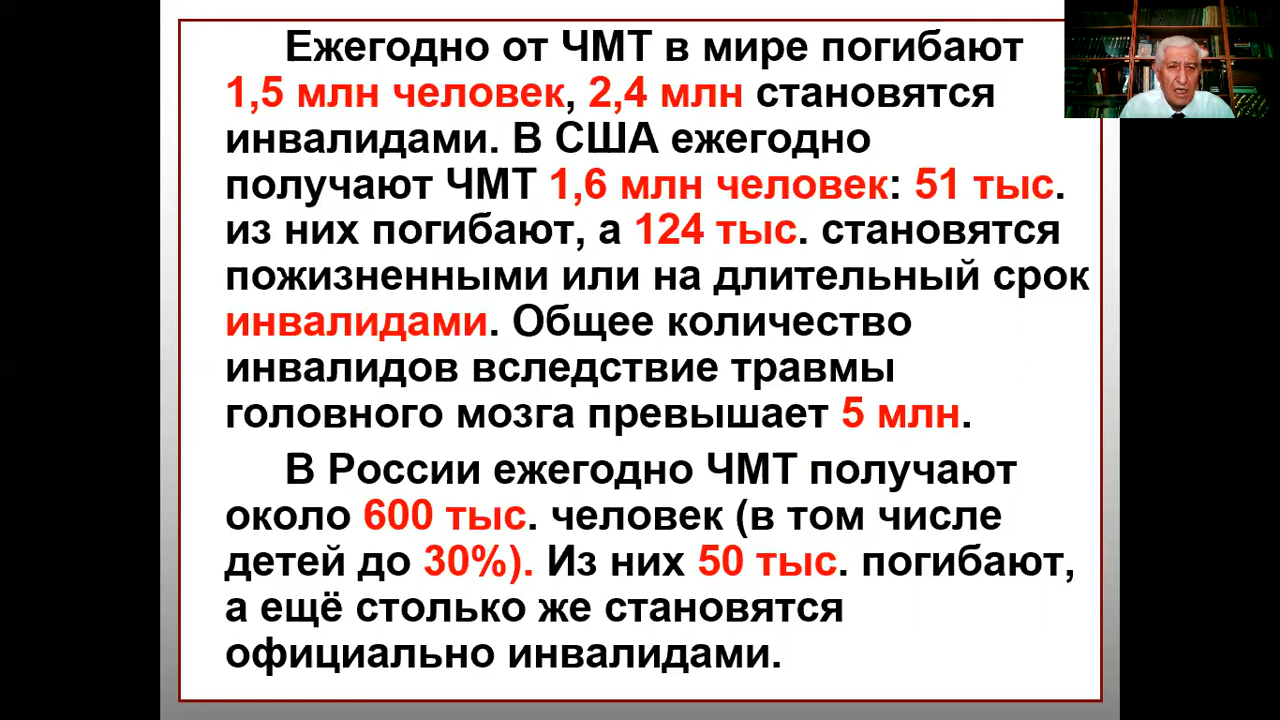 Ежегодно от ЧМТ в мире погибают
1,5 млн человек, 2,4 млн становятся
инвалидами. В США ежегодно
получают ЧМТ 1,6 млн человек: 51 тыс.
из них погибают, а 124 тыс. становятся
пожизненными или на длительный срок
инвалидами. Общее количество
инвалидов вследствие травмы
головного мозга превышает 5 млн.
В России ежегодно ЧМТ получают
около 600 тыс. человек (в том числе
детей до 30%). Из них 50 тыс. погибают,
а ещё столько же становятся
официально инвалидами.